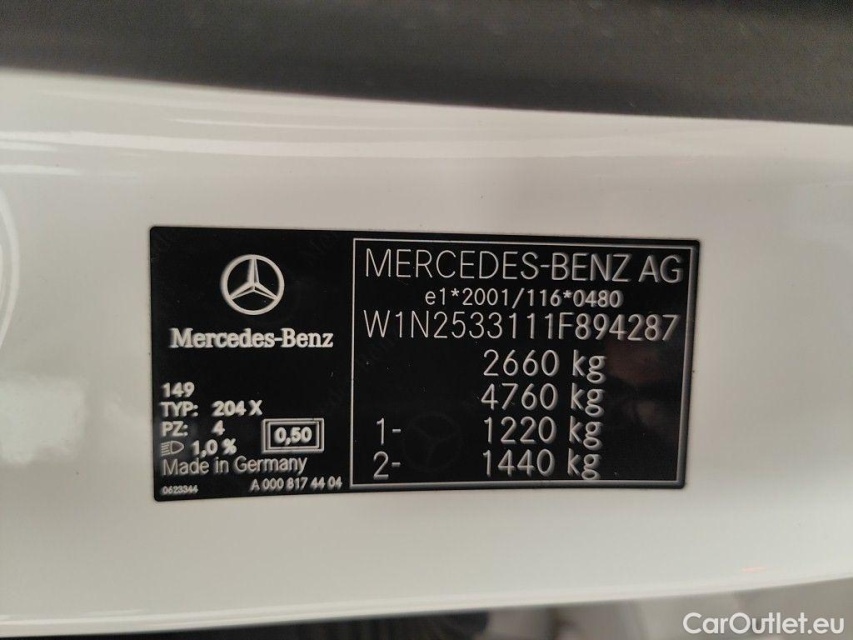 Mercedes-Benz
149
TYP: 204 X
PZ: 4
1,0 %
0,50
Made in Germany
0623344
A 000 817 44 04
MERCEDES-BENZ AG
e1*2001/116*0480
W1N2533111F894287
2660 kg
4760 kg
1- 1220 kg
2- 1440 kg
CarOutlet.eu